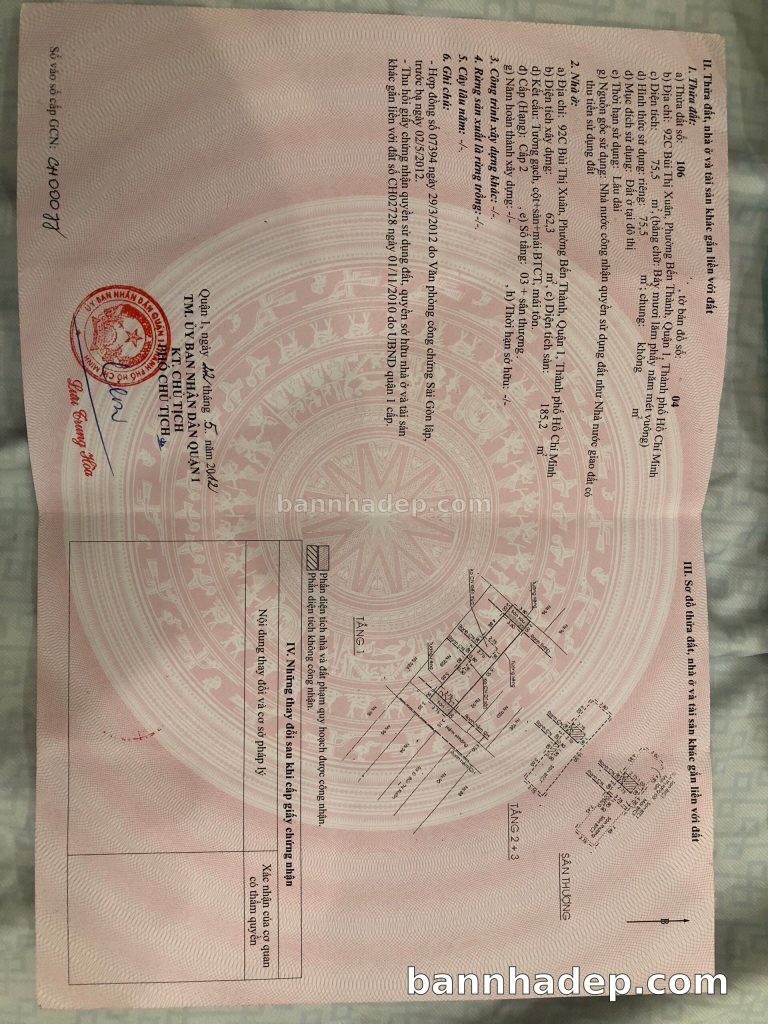 II. Thửa đất, nhà ở và tài sản khác gắn liền với đất
1. Thửa đất:
a) Thửa đất số: 106 , tờ bản đồ số: 04
b) Địa chỉ: 92C Bùi Thị Xuân, Phường Bến Thành, Quận 1, Thành phố Hồ Chí Minh
c) Diện tích: 75,5 m², (bằng chữ: Bảy mươi lăm phẩy năm mét vuông)
d) Hình thức sử dụng: riêng: 75,5 m²; chung: không m²
đ) Mục đích sử dụng: Đất ở tại đô thị
e) Thời hạn sử dụng: Lâu dài
g) Nguồn gốc sử dụng: Nhà nước công nhận quyền sử dụng đất như Nhà nước giao đất có
thu tiền sử dụng đất
2. Nhà ở:
a) Địa chỉ: 92C Bùi Thị Xuân, Phường Bến Thành, Quận 1, Thành phố Hồ Chí Minh
b) Diện tích xây dựng: 62,3 m², c) Diện tích sàn: 185,2 m²
d) Kết cấu: Tường gạch, cột+sàn+mái BTCT, mái tôn.
đ) Cấp (Hạng): Cấp 2 , e) Số tầng: 03 + sân thượng
g) Năm hoàn thành xây dựng: -/- , h) Thời hạn sở hữu: -/-
3. Công trình xây dựng khác: -/-.
4. Rừng sản xuất là rừng trồng: -/-.
5. Cây lâu năm: -/-.
6. Ghi chú:
- Hợp đồng số 07394 ngày 29/3/2012 do Văn phòng công chứng Sài Gòn lập,
trước bạ ngày 02/5/2012.
- Thu hồi giấy chứng nhận quyền sử dụng đất, quyền sở hữu nhà ở và tài sản
khác gắn liền với đất số CH02728 ngày 01/11/2010 do UBND quận 1 cấp.
Quận 1, ngày 22 tháng 5 năm 2012
TM. ỦY BAN NHÂN DÂN QUẬN 1
KT. CHỦ TỊCH
PHÓ CHỦ TỊCH
ỦY BAN NHÂN DÂN QUẬN 1 THÀNH PHỐ HỒ CHÍ MINH
Lưu Trung Hòa
Số vào sổ cấp GCN: CH00077
III. Sơ đồ thửa đất, nhà ở và tài sản khác gắn liền với đất
B
SÂN THƯỢNG
TẦNG 2 + 3
TẦNG 1
Phần diện tích nhà và đất phạm quy hoạch được công nhận.
Phần diện tích không công nhận.
IV. Những thay đổi sau khi cấp giấy chứng nhận
Nội dung thay đổi và cơ sở pháp lý
Xác nhận của cơ quan
có thẩm quyền
bannhadep.com
bannhadep.com